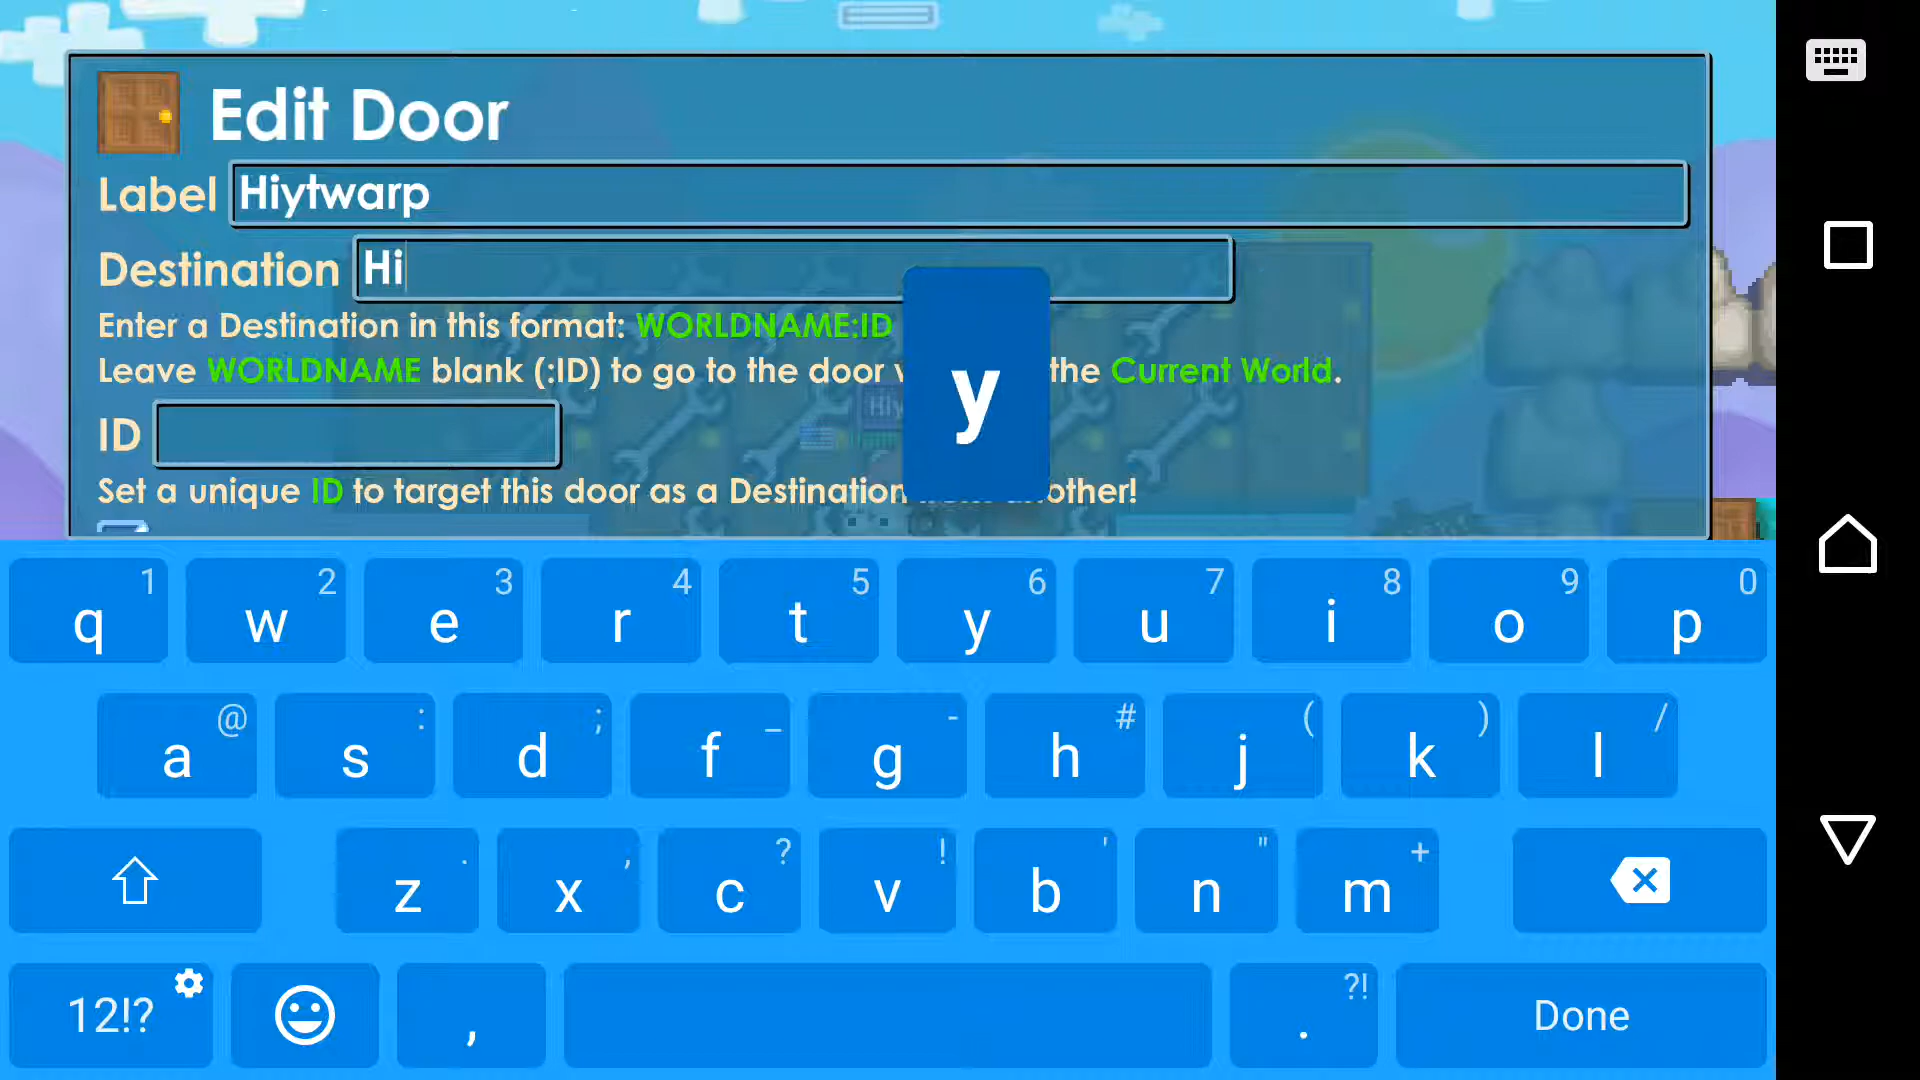 Edit Door
Label Hiytwarp
Destination Hi
Enter a Destination in this format: WORLDNAME:ID
Leave WORLDNAME blank (:ID) to go to the door the Current World.
ID
Set a unique ID to target this door as a Destination another!
y
1 2 3 4 5 6 7 8 9 0
q w e r t y u i o p
@ : ; _ - # ( ) /
a s d f g h j k l
. , ? ! ' " +
z x c v b n m
12!? , . ?! Done